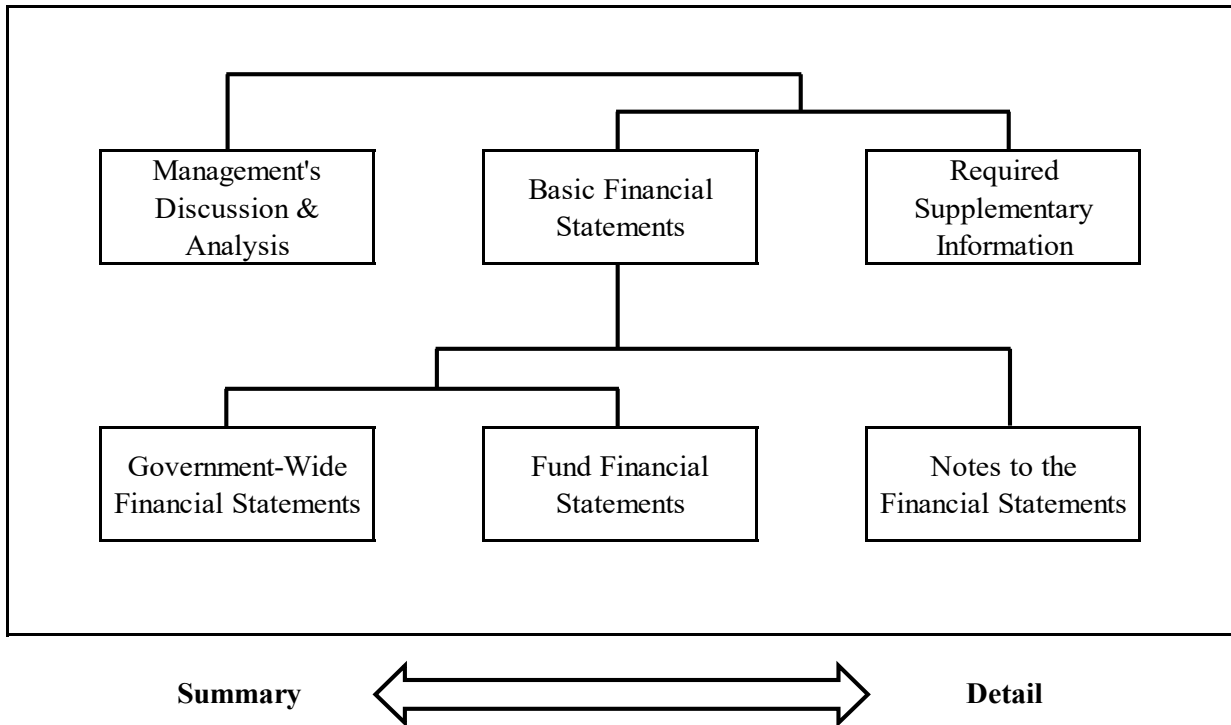 Management's
Discussion &
Analysis
Basic Financial
Statements
Required
Supplementary
Information
Government-Wide
Financial Statements
Fund Financial
Statements
Notes to the
Financial Statements
Summary
Detail